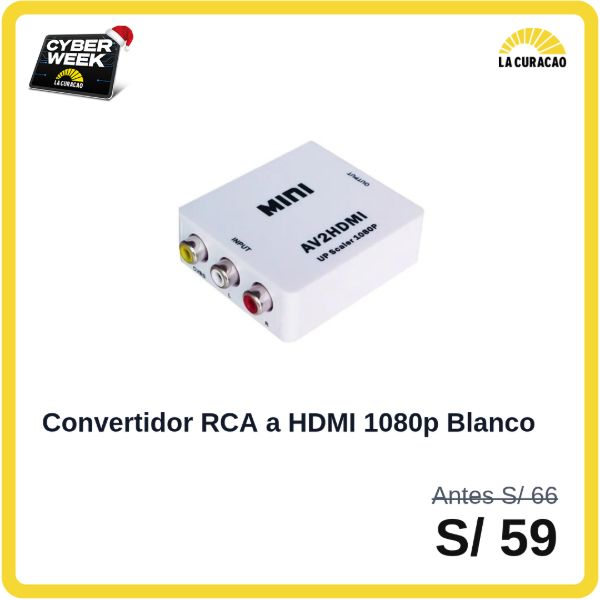 CYBER
WEEK
LA CURACAO
LA CURACAO
OUTPUT
MINI
INPUT
AV2HDMI
UP Scaler 1080P
CVBS
L
R
Convertidor RCA a HDMI 1080p Blanco
Antes S/ 66
S/ 59